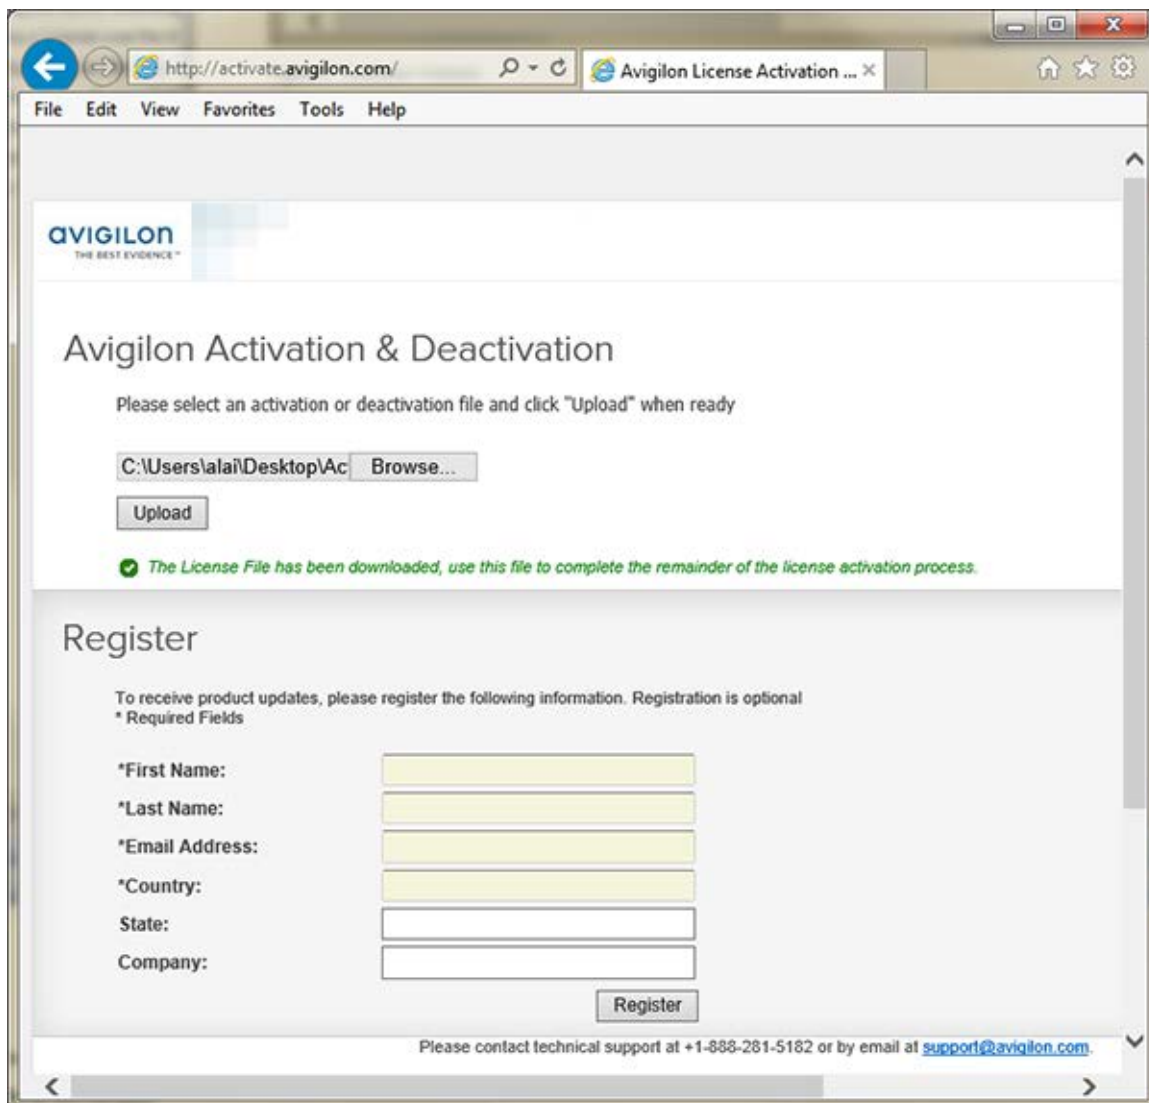 http://activate.avigilon.com/
Avigilon License Activation ...
File Edit View Favorites Tools Help
avigilon
THE BEST EVIDENCE™
Avigilon Activation & Deactivation
Please select an activation or deactivation file and click "Upload" when ready
C:\Users\alai\Desktop\Ac Browse...
Upload
The License File has been downloaded, use this file to complete the remainder of the license activation process.
Register
To receive product updates, please register the following information. Registration is optional
* Required Fields
*First Name:
*Last Name:
*Email Address:
*Country:
State:
Company:
Register
Please contact technical support at +1-888-281-5182 or by email at support@avigilon.com.